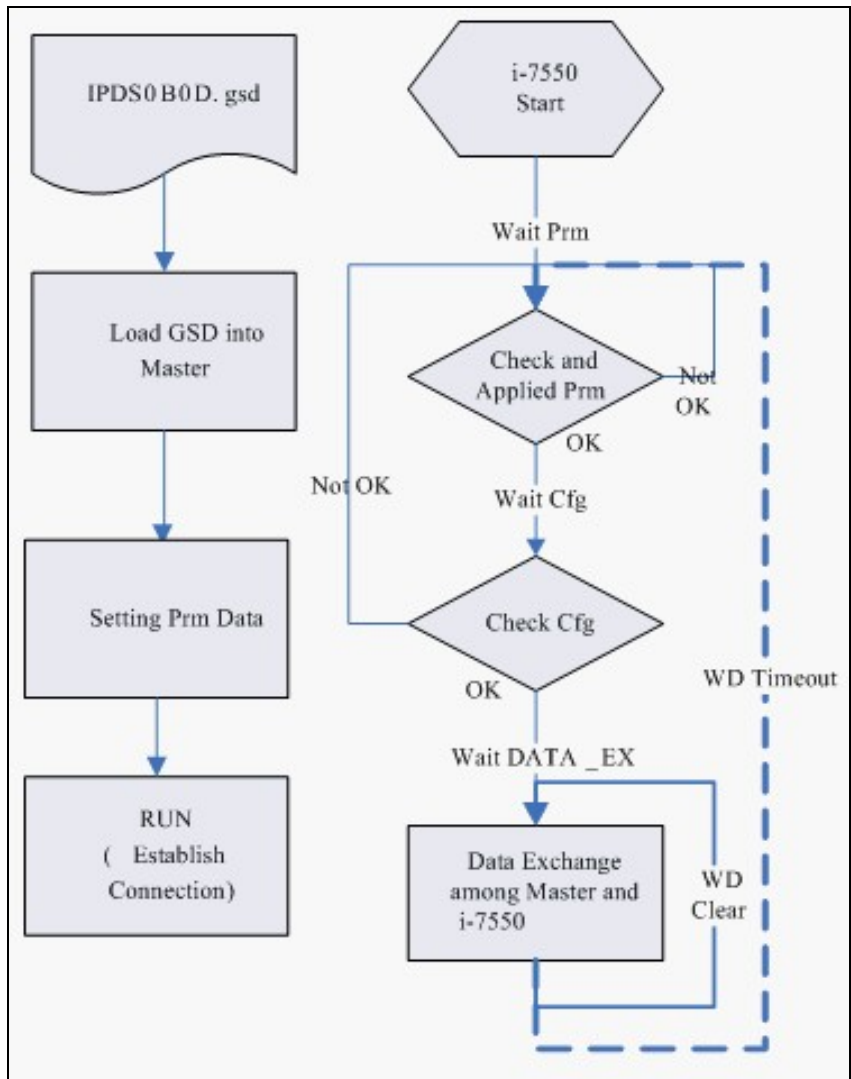 IPDS0B0D. gsd
Load GSD into
Master
Setting Prm Data
RUN
( Establish
Connection)
i-7550
Start
Wait Prm
Check and
Applied Prm
Not
OK
OK
Not OK
Wait Cfg
Check Cfg
OK
WD Timeout
Wait DATA _EX
Data Exchange
among Master and
i-7550
WD
Clear